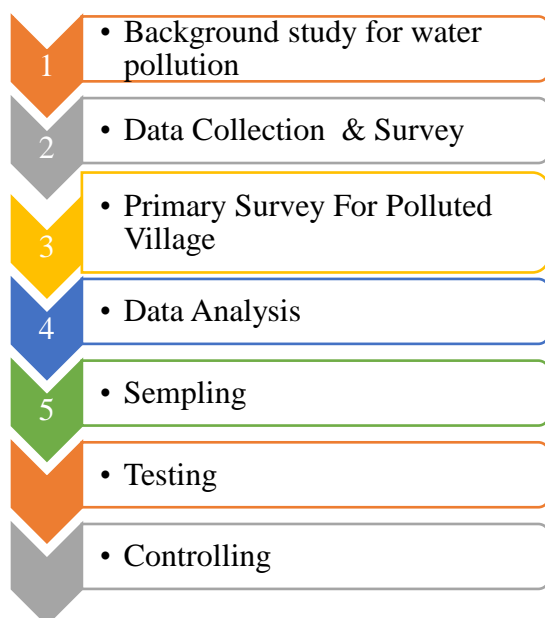 1
• Background study for water
pollution
2
• Data Collection & Survey
3
• Primary Survey For Polluted
Village
4
• Data Analysis
5
• Sempling
• Testing
• Controlling